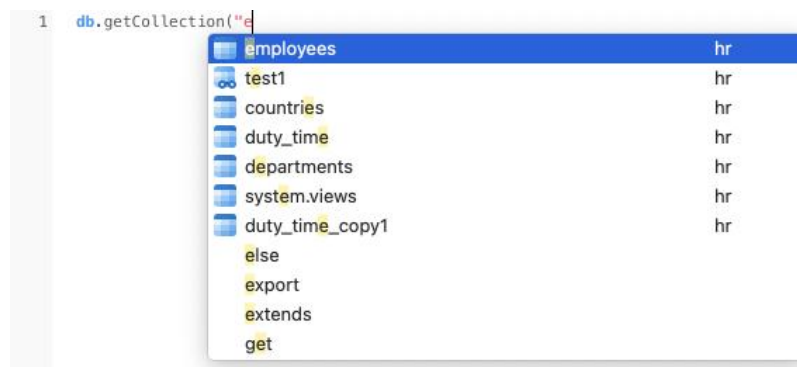 1 db.getCollection("e
employees hr
test1 hr
countries hr
duty_time hr
departments hr
system.views hr
duty_time_copy1 hr
else
export
extends
get